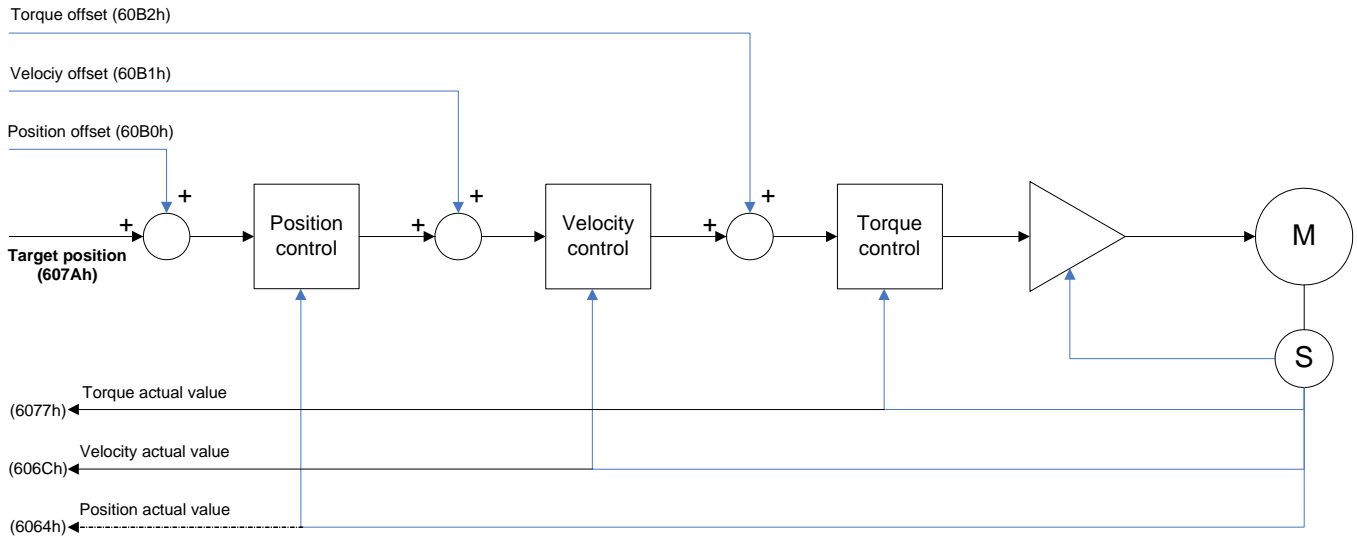 Torque offset (60B2h)
Velociy offset (60B1h)
Position offset (60B0h)
+
+
+
+
+
+
Target position
(607Ah)
Position
control
Velocity
control
Torque
control
M
S
Torque actual value
(6077h)
Velocity actual value
(606Ch)
Position actual value
(6064h)